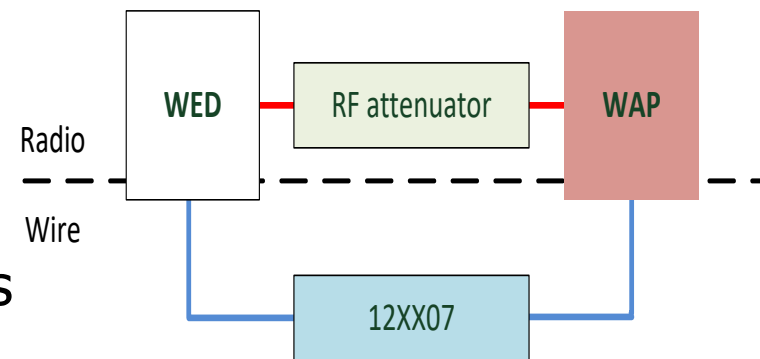 WED
RF attenuator
WAP
Radio
Wire
s
12XX07